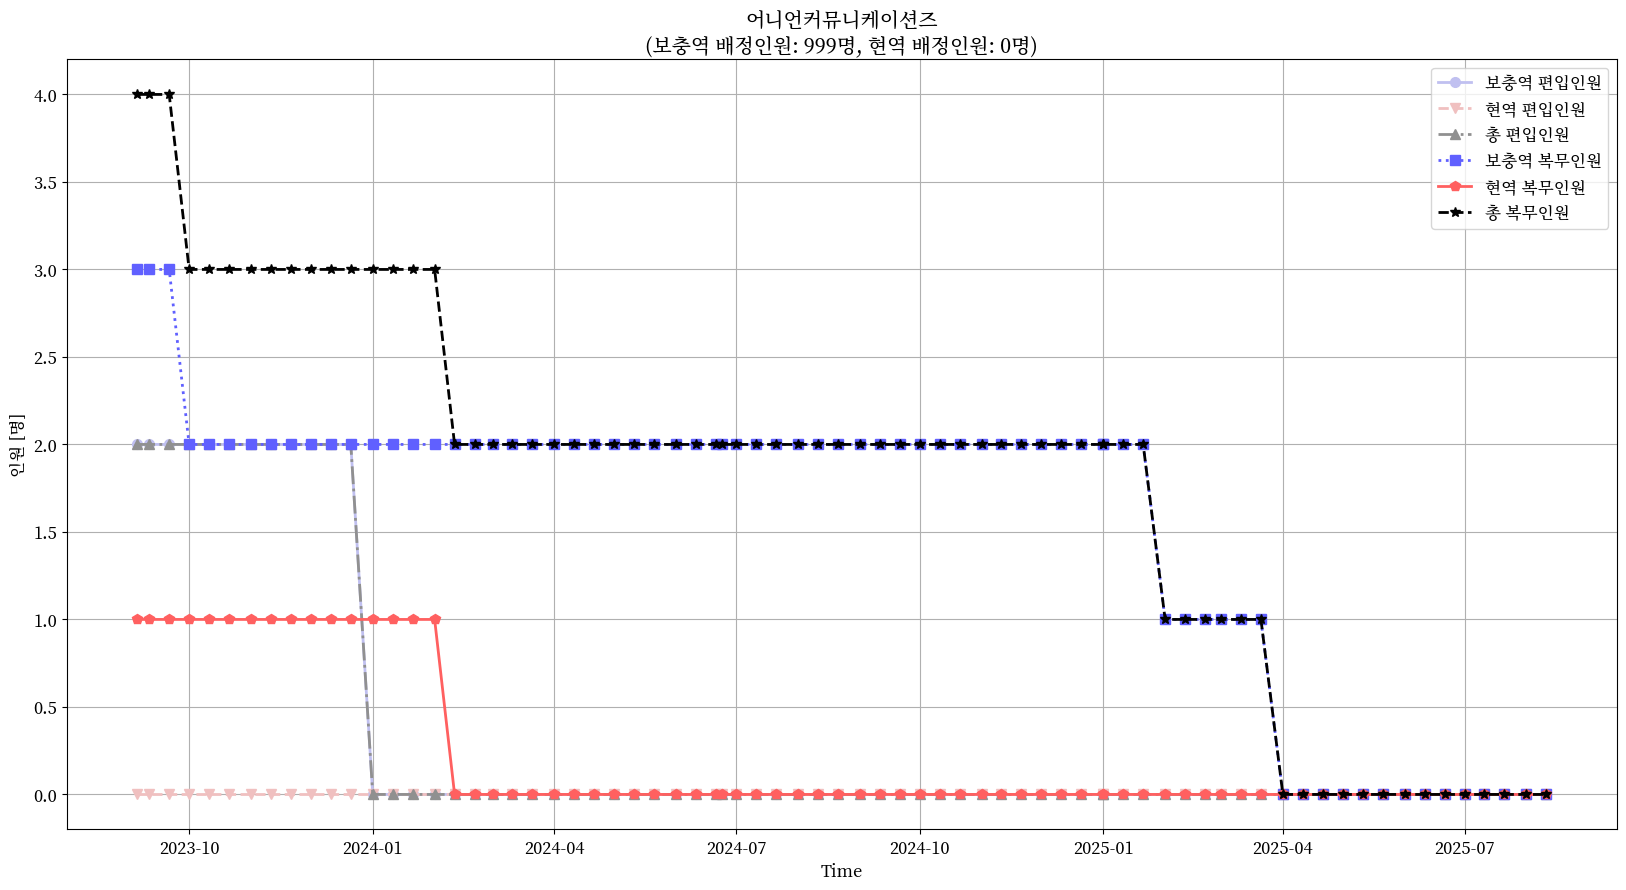 어니언커뮤니케이션즈
(보충역 배정인원: 999명, 현역 배정인원: 0명)
보충역 편입인원
현역 편입인원
총 편입인원
보충역 복무인원
현역 복무인원
총 복무인원
인원 [명]
4.0
3.5
3.0
2.5
2.0
1.5
1.0
0.5
0.0
2023-10
2024-01
2024-04
2024-07
2024-10
2025-01
2025-04
2025-07
Time